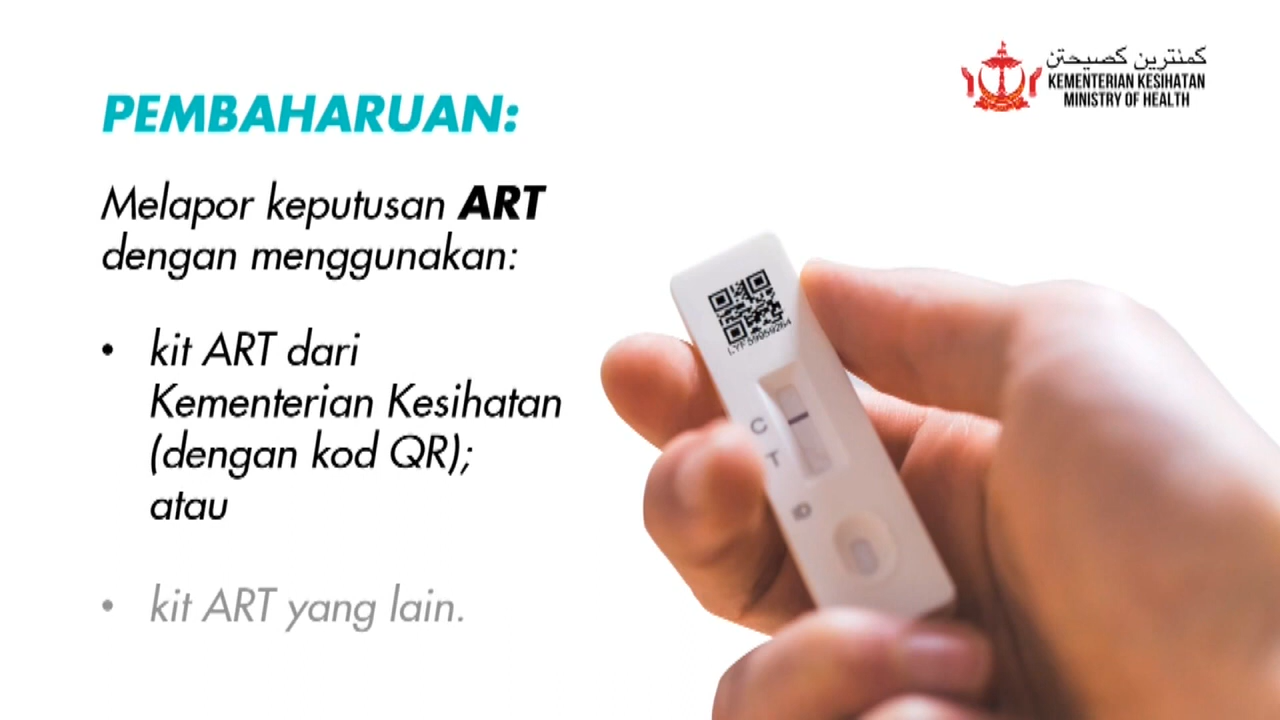 كمنترين كصيحتن
KEMENTERIAN KESIHATAN
MINISTRY OF HEALTH
PEMBAHARUAN:
Melapor keputusan ART
dengan menggunakan:
• kit ART dari
Kementerian Kesihatan
(dengan kod QR);
atau
• kit ART yang lain.
C
T